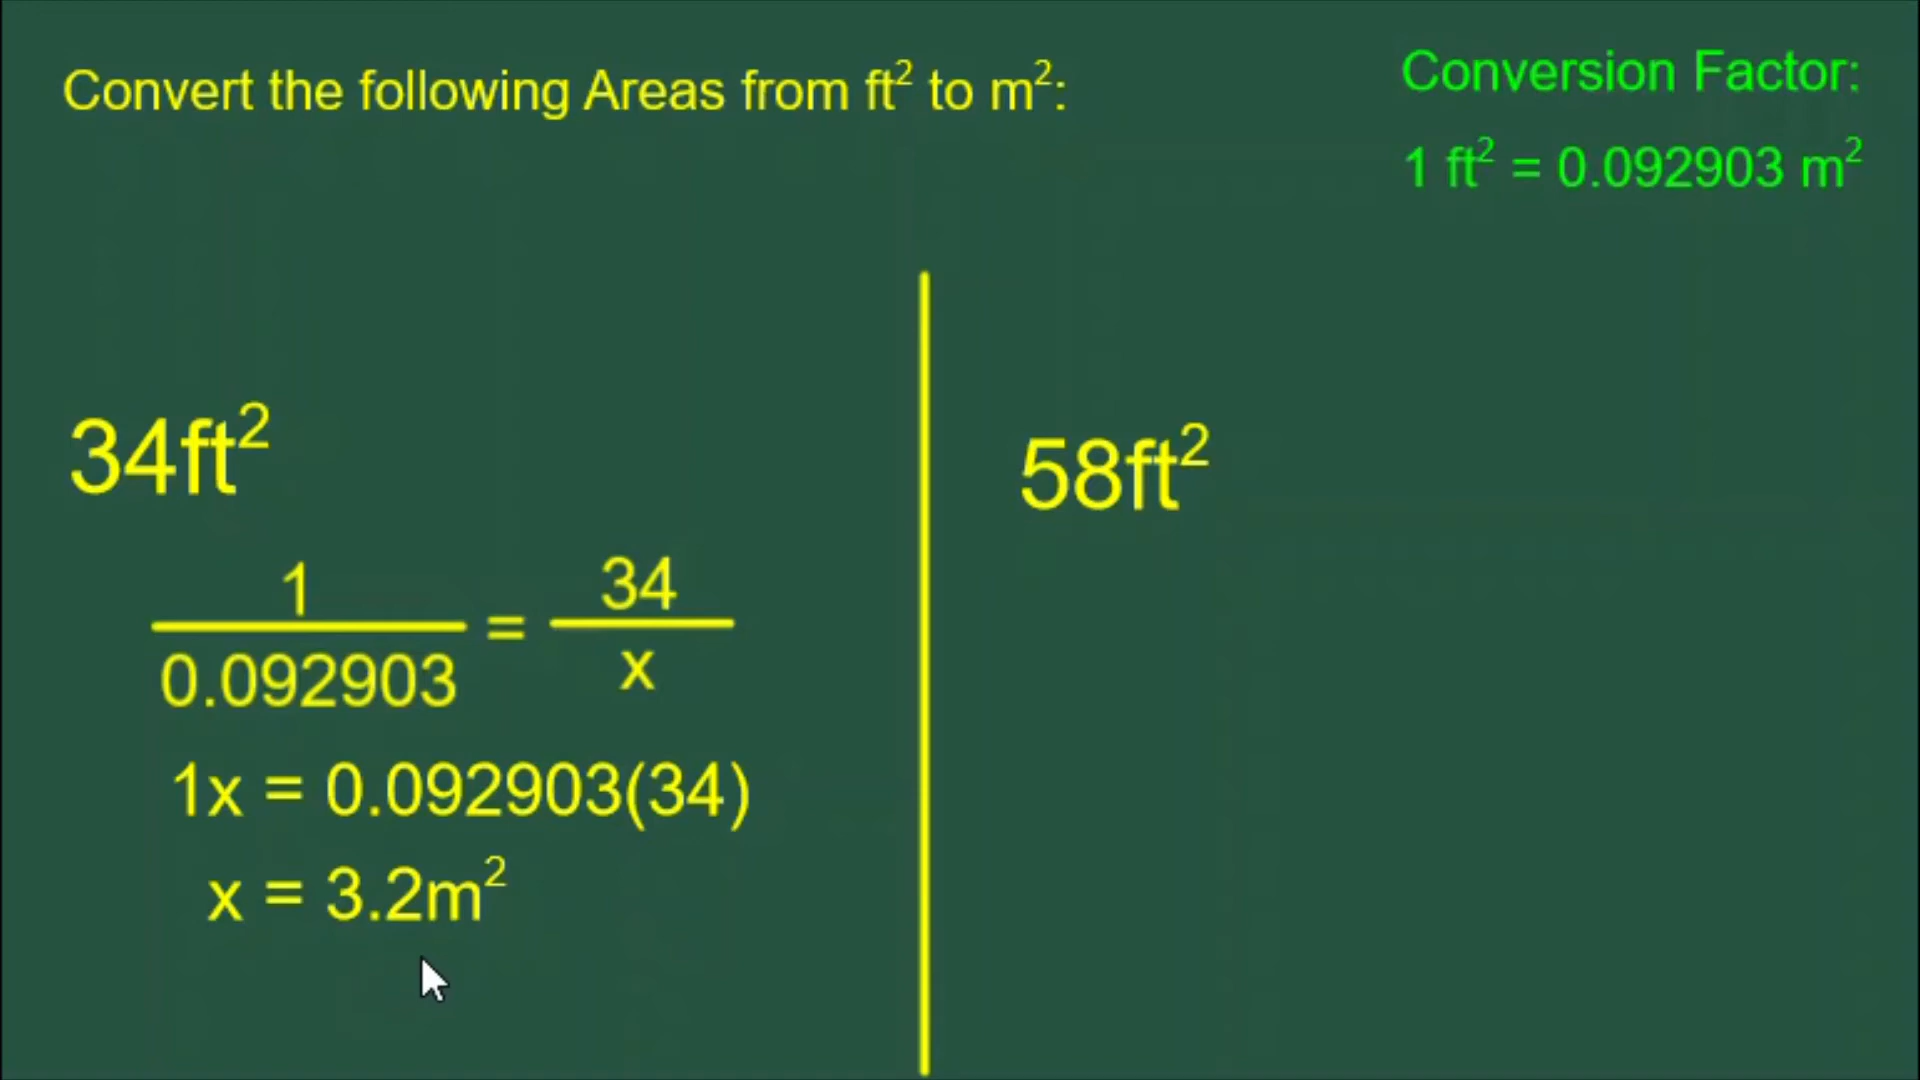 Convert the following Areas from ft² to m²:
Conversion Factor:
1 ft² = 0.092903 m²
34ft²
1
0.092903
=
34
x
1x = 0.092903(34)
x = 3.2m²
58ft²